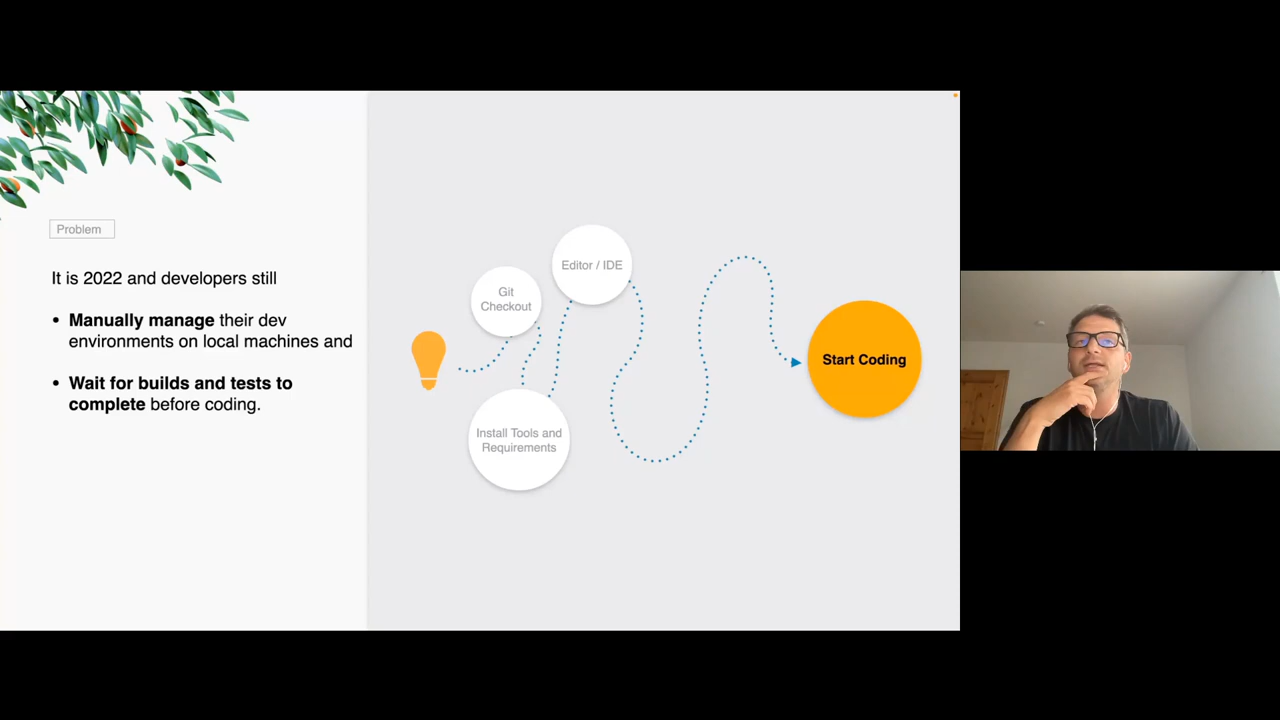 Problem
It is 2022 and developers still
• Manually manage their dev
environments on local machines and
• Wait for builds and tests to
complete before coding.
Git
Checkout
Editor / IDE
Install Tools and
Requirements
Start Coding